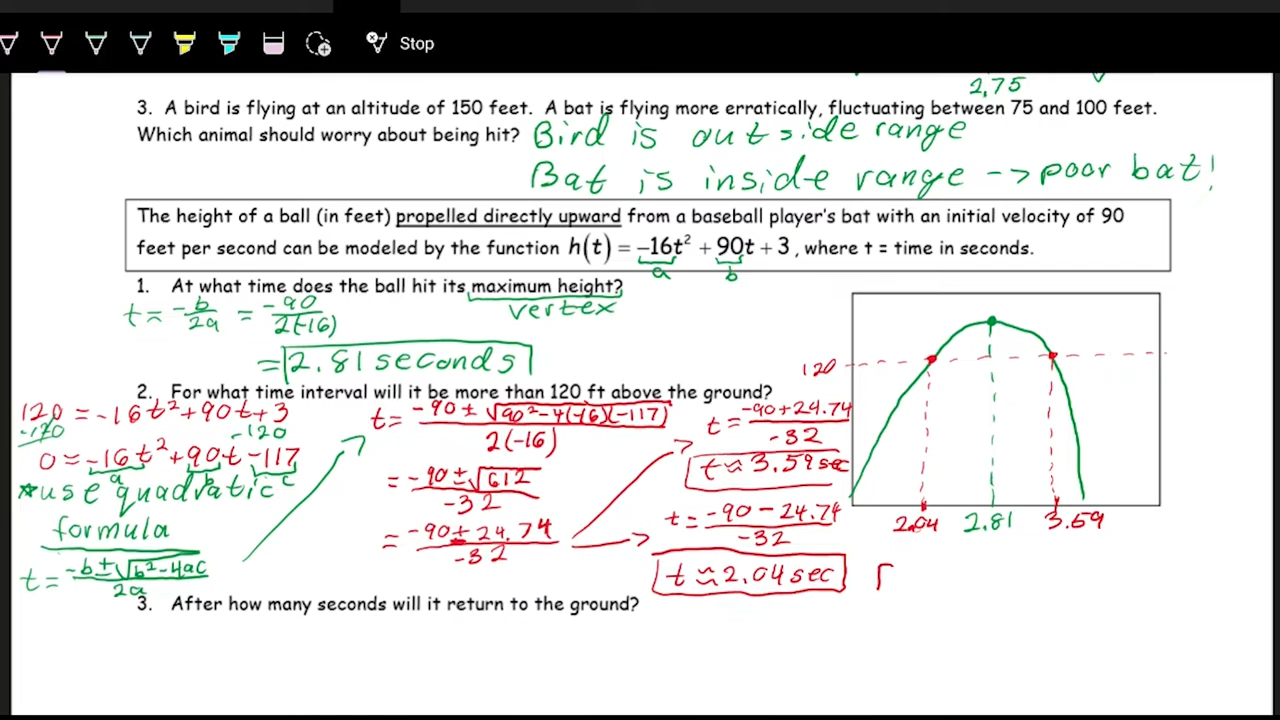 Stop
2.75
3. A bird is flying at an altitude of 150 feet. A bat is flying more erratically, fluctuating between 75 and 100 feet.
Which animal should worry about being hit? Bird is outside range
Bat is inside range -> poor bat!
The height of a ball (in feet) propelled directly upward from a baseball player's bat with an initial velocity of 90
feet per second can be modeled by the function h(t) = -16t² + 90t + 3, where t = time in seconds.
a b
1. At what time does the ball hit its maximum height?
vertex
t = -b/2a = -90/2(-16)
= 2.81 seconds
2. For what time interval will it be more than 120 ft above the ground?
120 = -16t² + 90t + 3
-120 -120
0 = -16t² + 90t - 117
a b c
*use quadratic
formula
t = -b ± √b²-4ac / 2a
t = -90 ± √90²-4(-16)(-117) / 2(-16)
= -90 ± √612 / -32
= -90 ± 24.74 / -32
t = -90 + 24.74 / -32
t ≈ 3.59 sec
t = -90 - 24.74 / -32
t ≈ 2.04 sec
120
2.04 2.81 3.59
3. After how many seconds will it return to the ground?